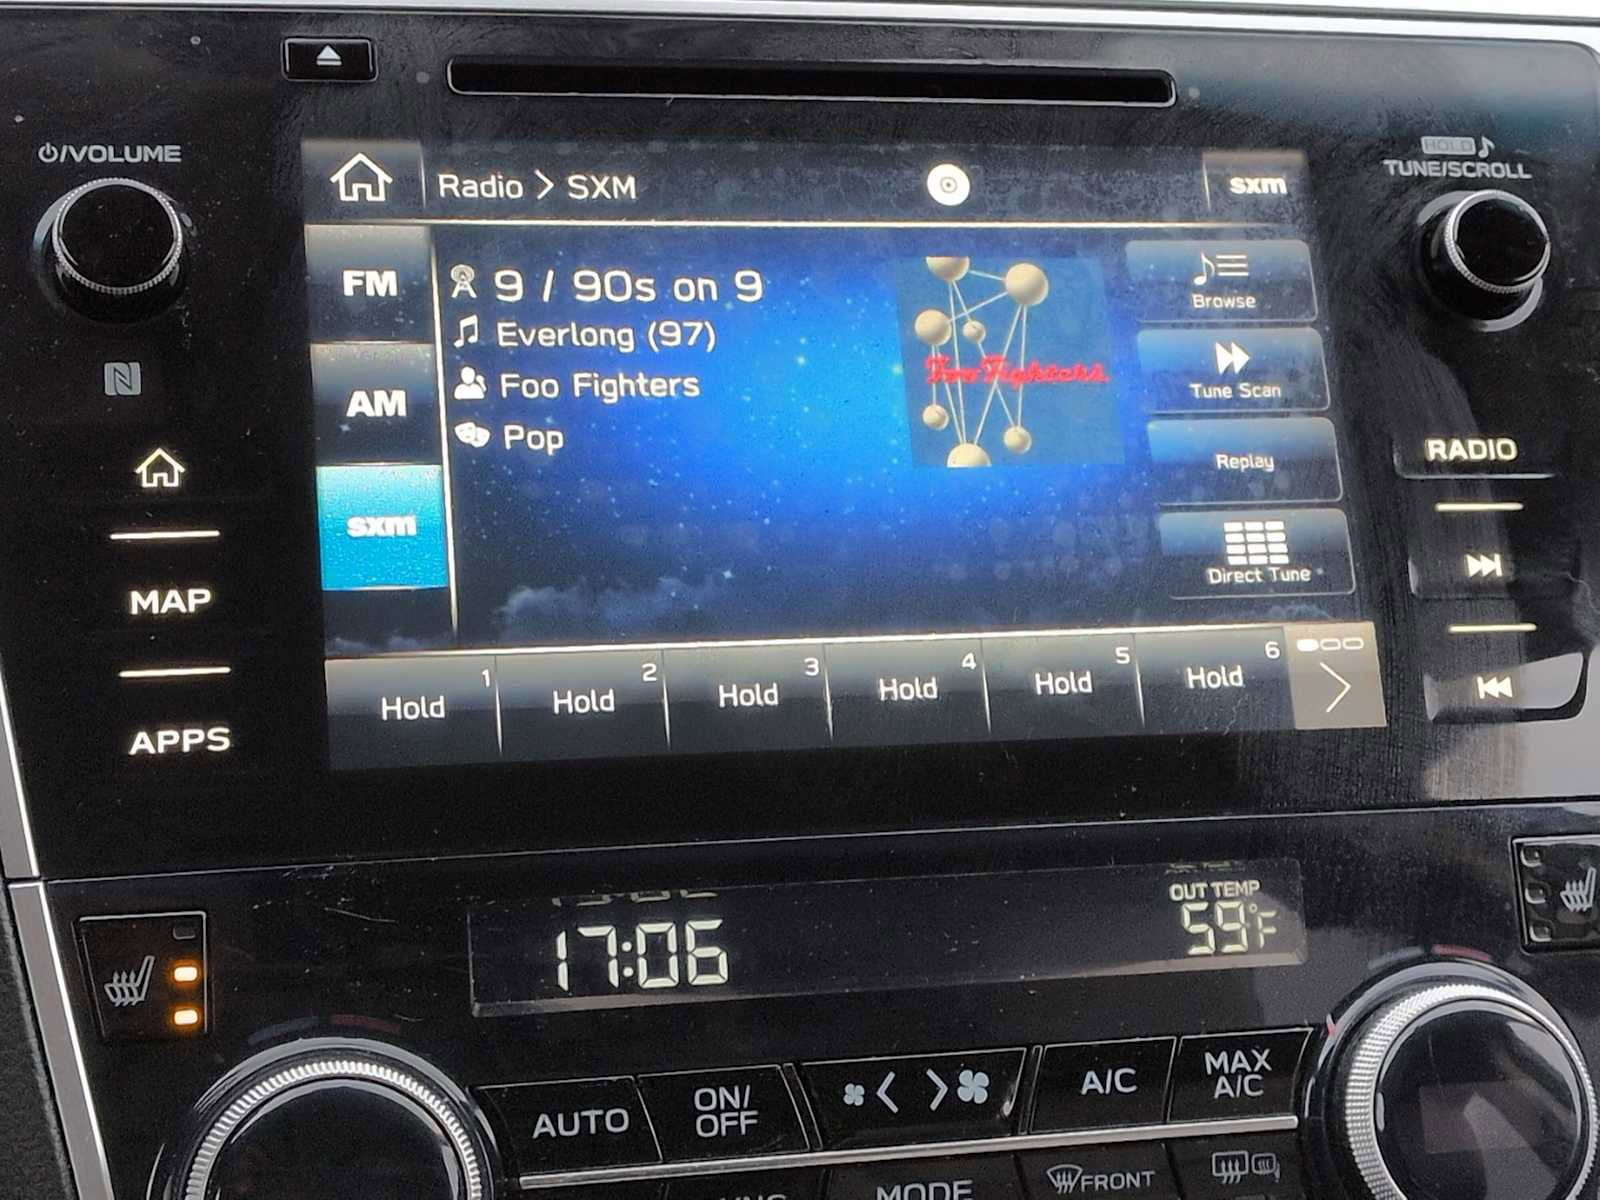 ⏻/VOLUME
HOLD ♪
TUNE/SCROLL
Radio > SXM
sxm
FM
9 / 90s on 9
Everlong (97)
Foo Fighters
Pop
Foo Fighters
Browse
Tune Scan
Replay
Direct Tune
AM
sxm
N
MAP
APPS
RADIO
1 Hold
2 Hold
3 Hold
4 Hold
5 Hold
6 Hold
17:06
OUT TEMP
59°F
AUTO
ON/
OFF
A/C
MAX
A/C
MODE
FRONT